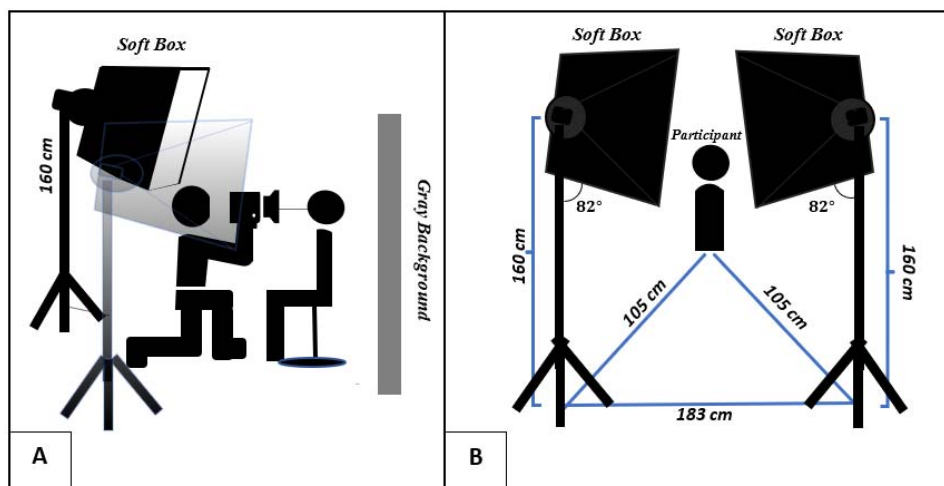 Soft Box
160 cm
Gray Background
A
Soft Box
Soft Box
Participant
82°
82°
160 cm
160 cm
105 cm
105 cm
183 cm
B